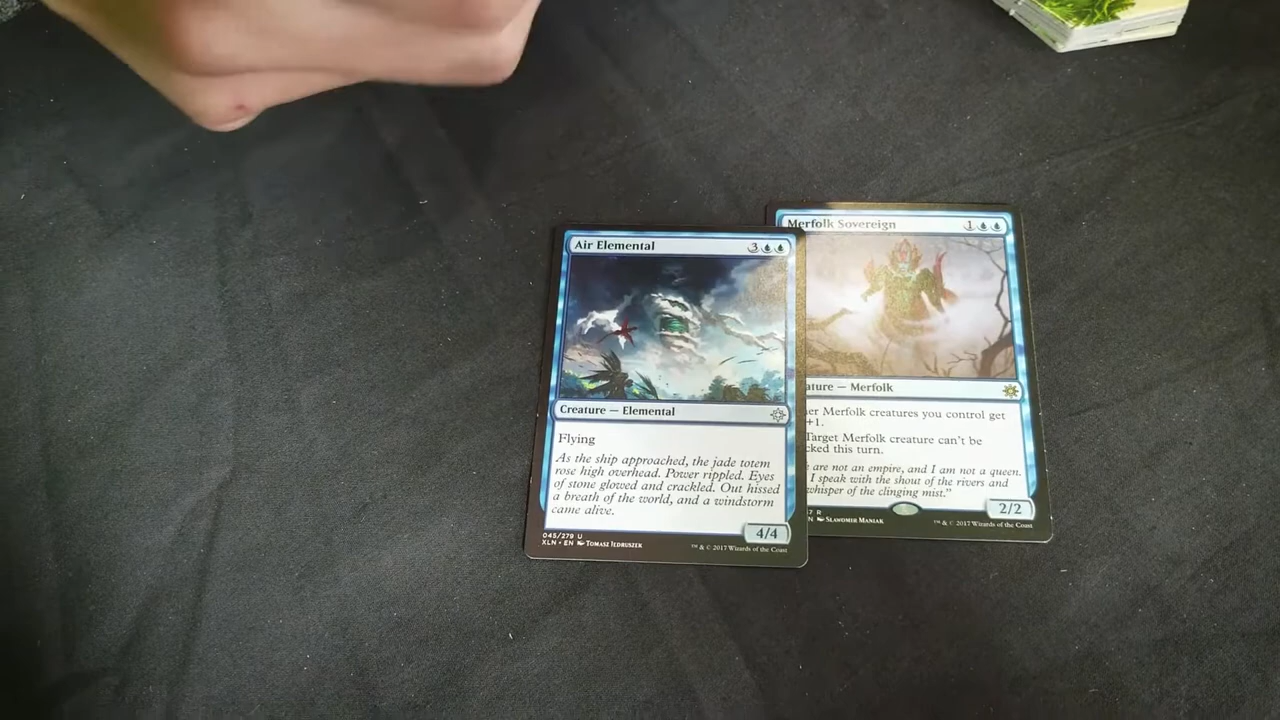 Air Elemental
3
Creature — Elemental
Flying
As the ship approached, the jade totem
rose high overhead. Power rippled. Eyes
of stone glowed and crackled. Out hissed
a breath of the world, and a windstorm
came alive.
4/4
045/279 U
XLN • EN Tomasz Jedruszek
™ & © 2017 Wizards of the Coast
Merfolk Sovereign
1
ature — Merfolk
er Merfolk creatures you control get
+1.
Target Merfolk creature can't be
cked this turn.
are not an empire, and I am not a queen.
I speak with the shout of the rivers and
whisper of the clinging mist."
2/2
7 R
N Slawomir Maniak
™ & © 2017 Wizards of the Coast